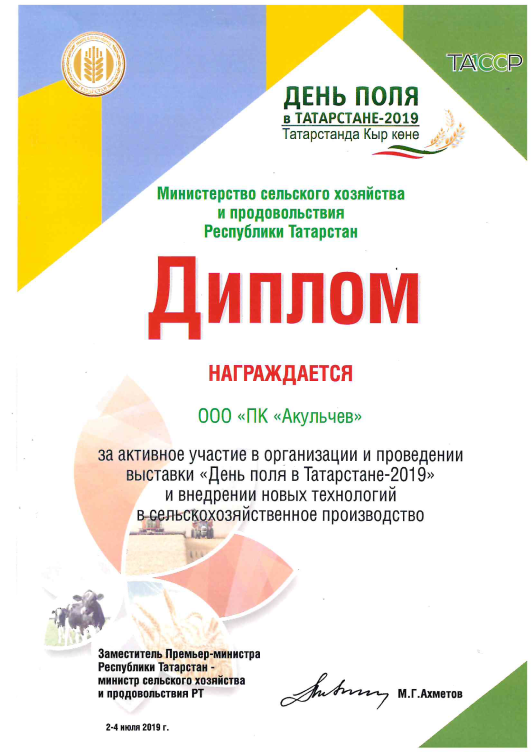 ТАССР
ДЕНЬ ПОЛЯ
в ТАТАРСТАНЕ-2019
Татарстанда Кыр көне
Министерство сельского хозяйства
и продовольствия
Республики Татарстан
Диплом
НАГРАЖДАЕТСЯ
ООО «ПК «Акульчев»
за активное участие в организации и проведении
выставки «День поля в Татарстане-2019»
и внедрении новых технологий
в сельскохозяйственное производство
Заместитель Премьер-министра
Республики Татарстан -
министр сельского хозяйства
и продовольствия РТ
М.Г.Ахметов
2-4 июля 2019 г.